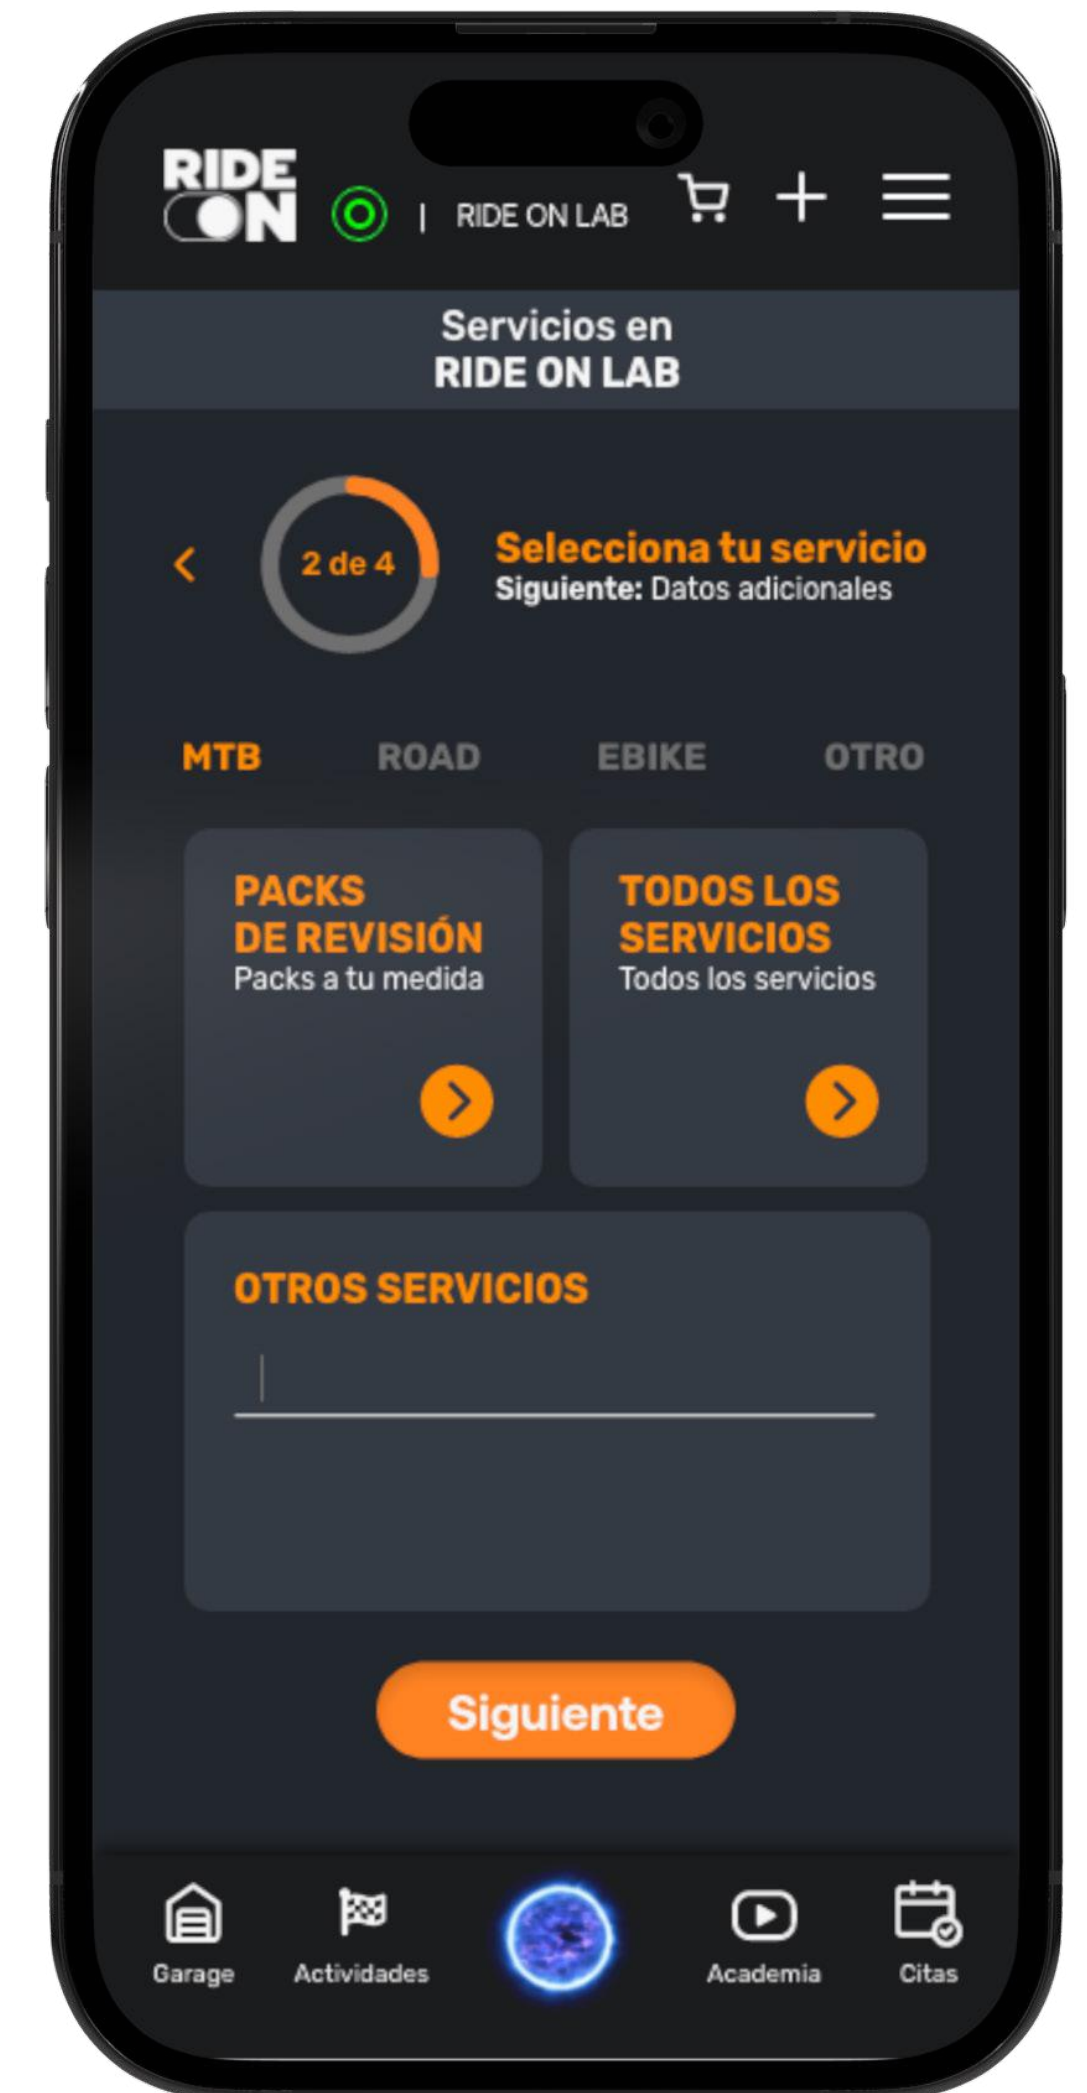 RIDE
ON
| RIDE ON LAB
Servicios en
RIDE ON LAB
2 de 4
Selecciona tu servicio
Siguiente: Datos adicionales
MTB ROAD EBIKE OTRO
PACKS
DE REVISIÓN
Packs a tu medida
TODOS LOS
SERVICIOS
Todos los servicios
OTROS SERVICIOS
Siguiente
Garage Actividades Academia Citas